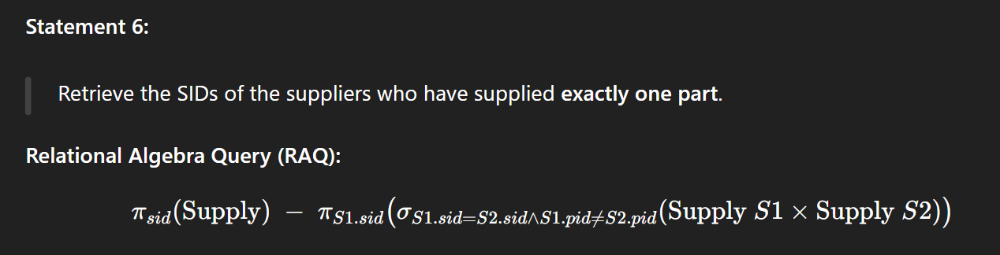 Statement 6:
Retrieve the SIDs of the suppliers who have supplied exactly one part.
Relational Algebra Query (RAQ):
π_sid(Supply) − π_S1.sid(σ_S1.sid=S2.sid∧S1.pid≠S2.pid(Supply S1 × Supply S2))